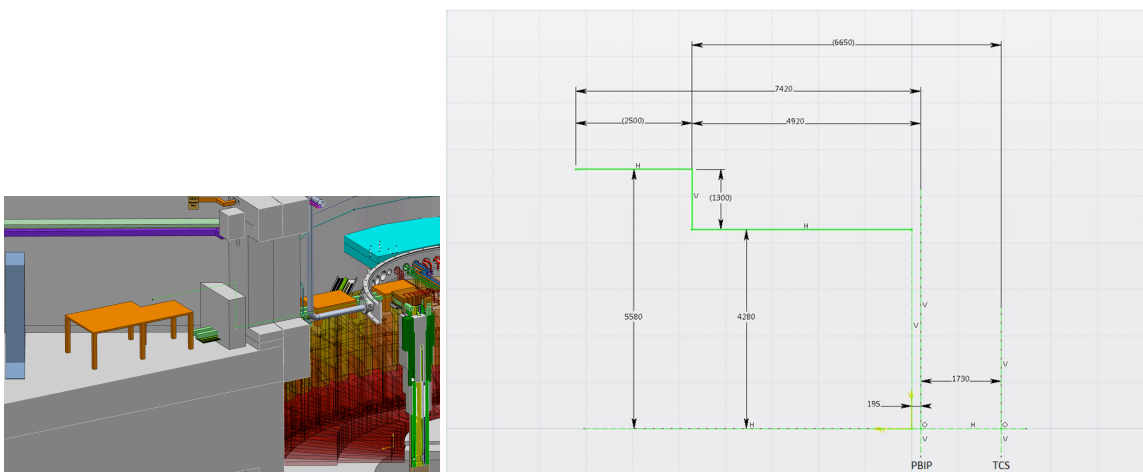 (6650)
7420
(2500)
4920
H
V
(1300)
H
5580
4280
V
V
V
1730
195
H
H
V
V
PBIP
TCS